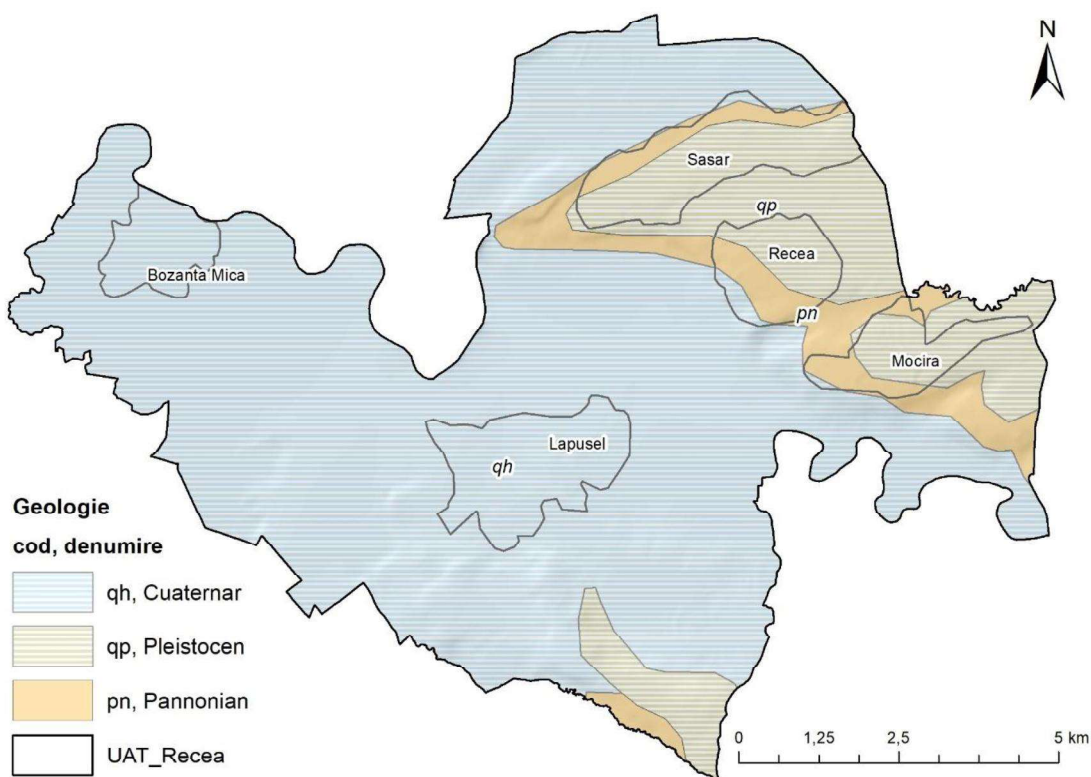 N
Sasar
qp
Recea
Bozanta Mica
pn
Mocira
Lapusel
qh
Geologie
cod, denumire
qh, Cuaternar
qp, Pleistocen
pn, Pannonian
UAT_Recea
0 1,25 2,5 5 km